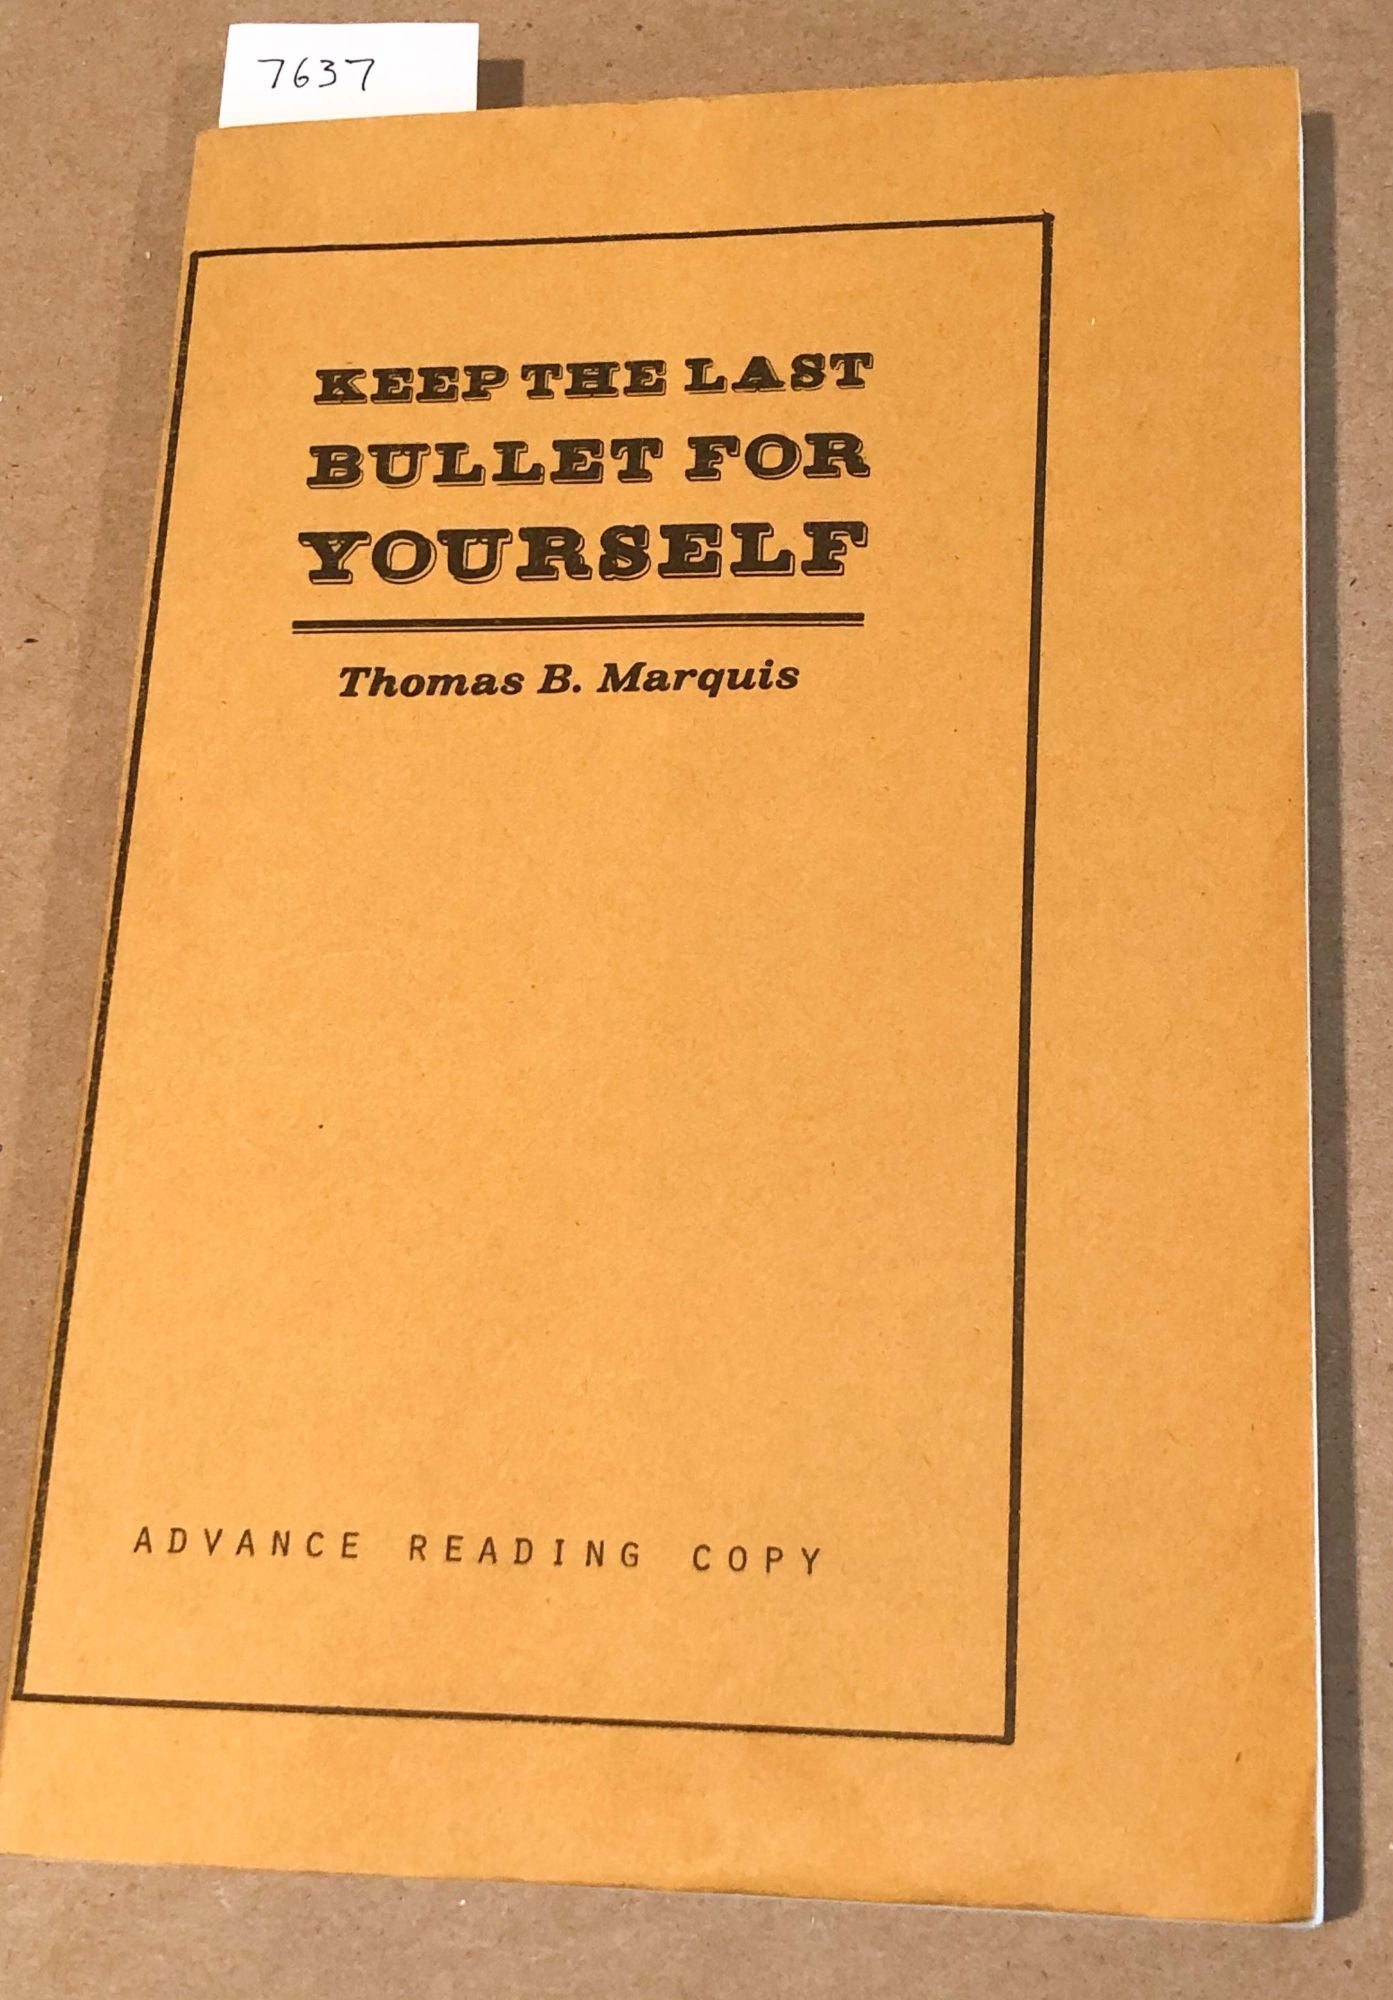 7637
KEEP THE LAST
BULLET FOR
YOURSELF
Thomas B. Marquis
ADVANCE READING COPY